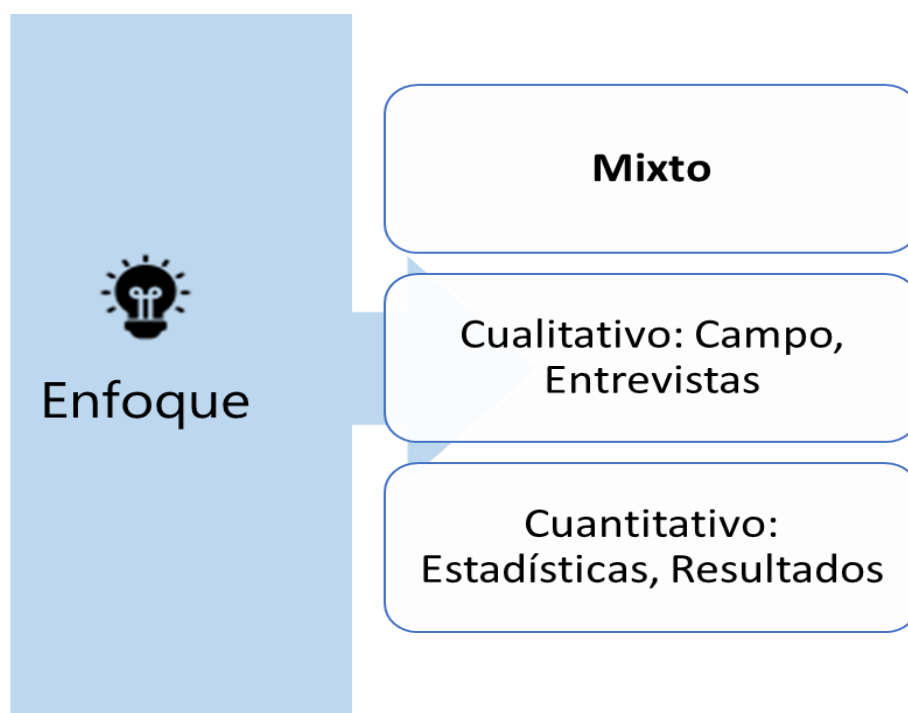 Enfoque
Mixto
Cualitativo: Campo,
Entrevistas
Cuantitativo:
Estadísticas, Resultados